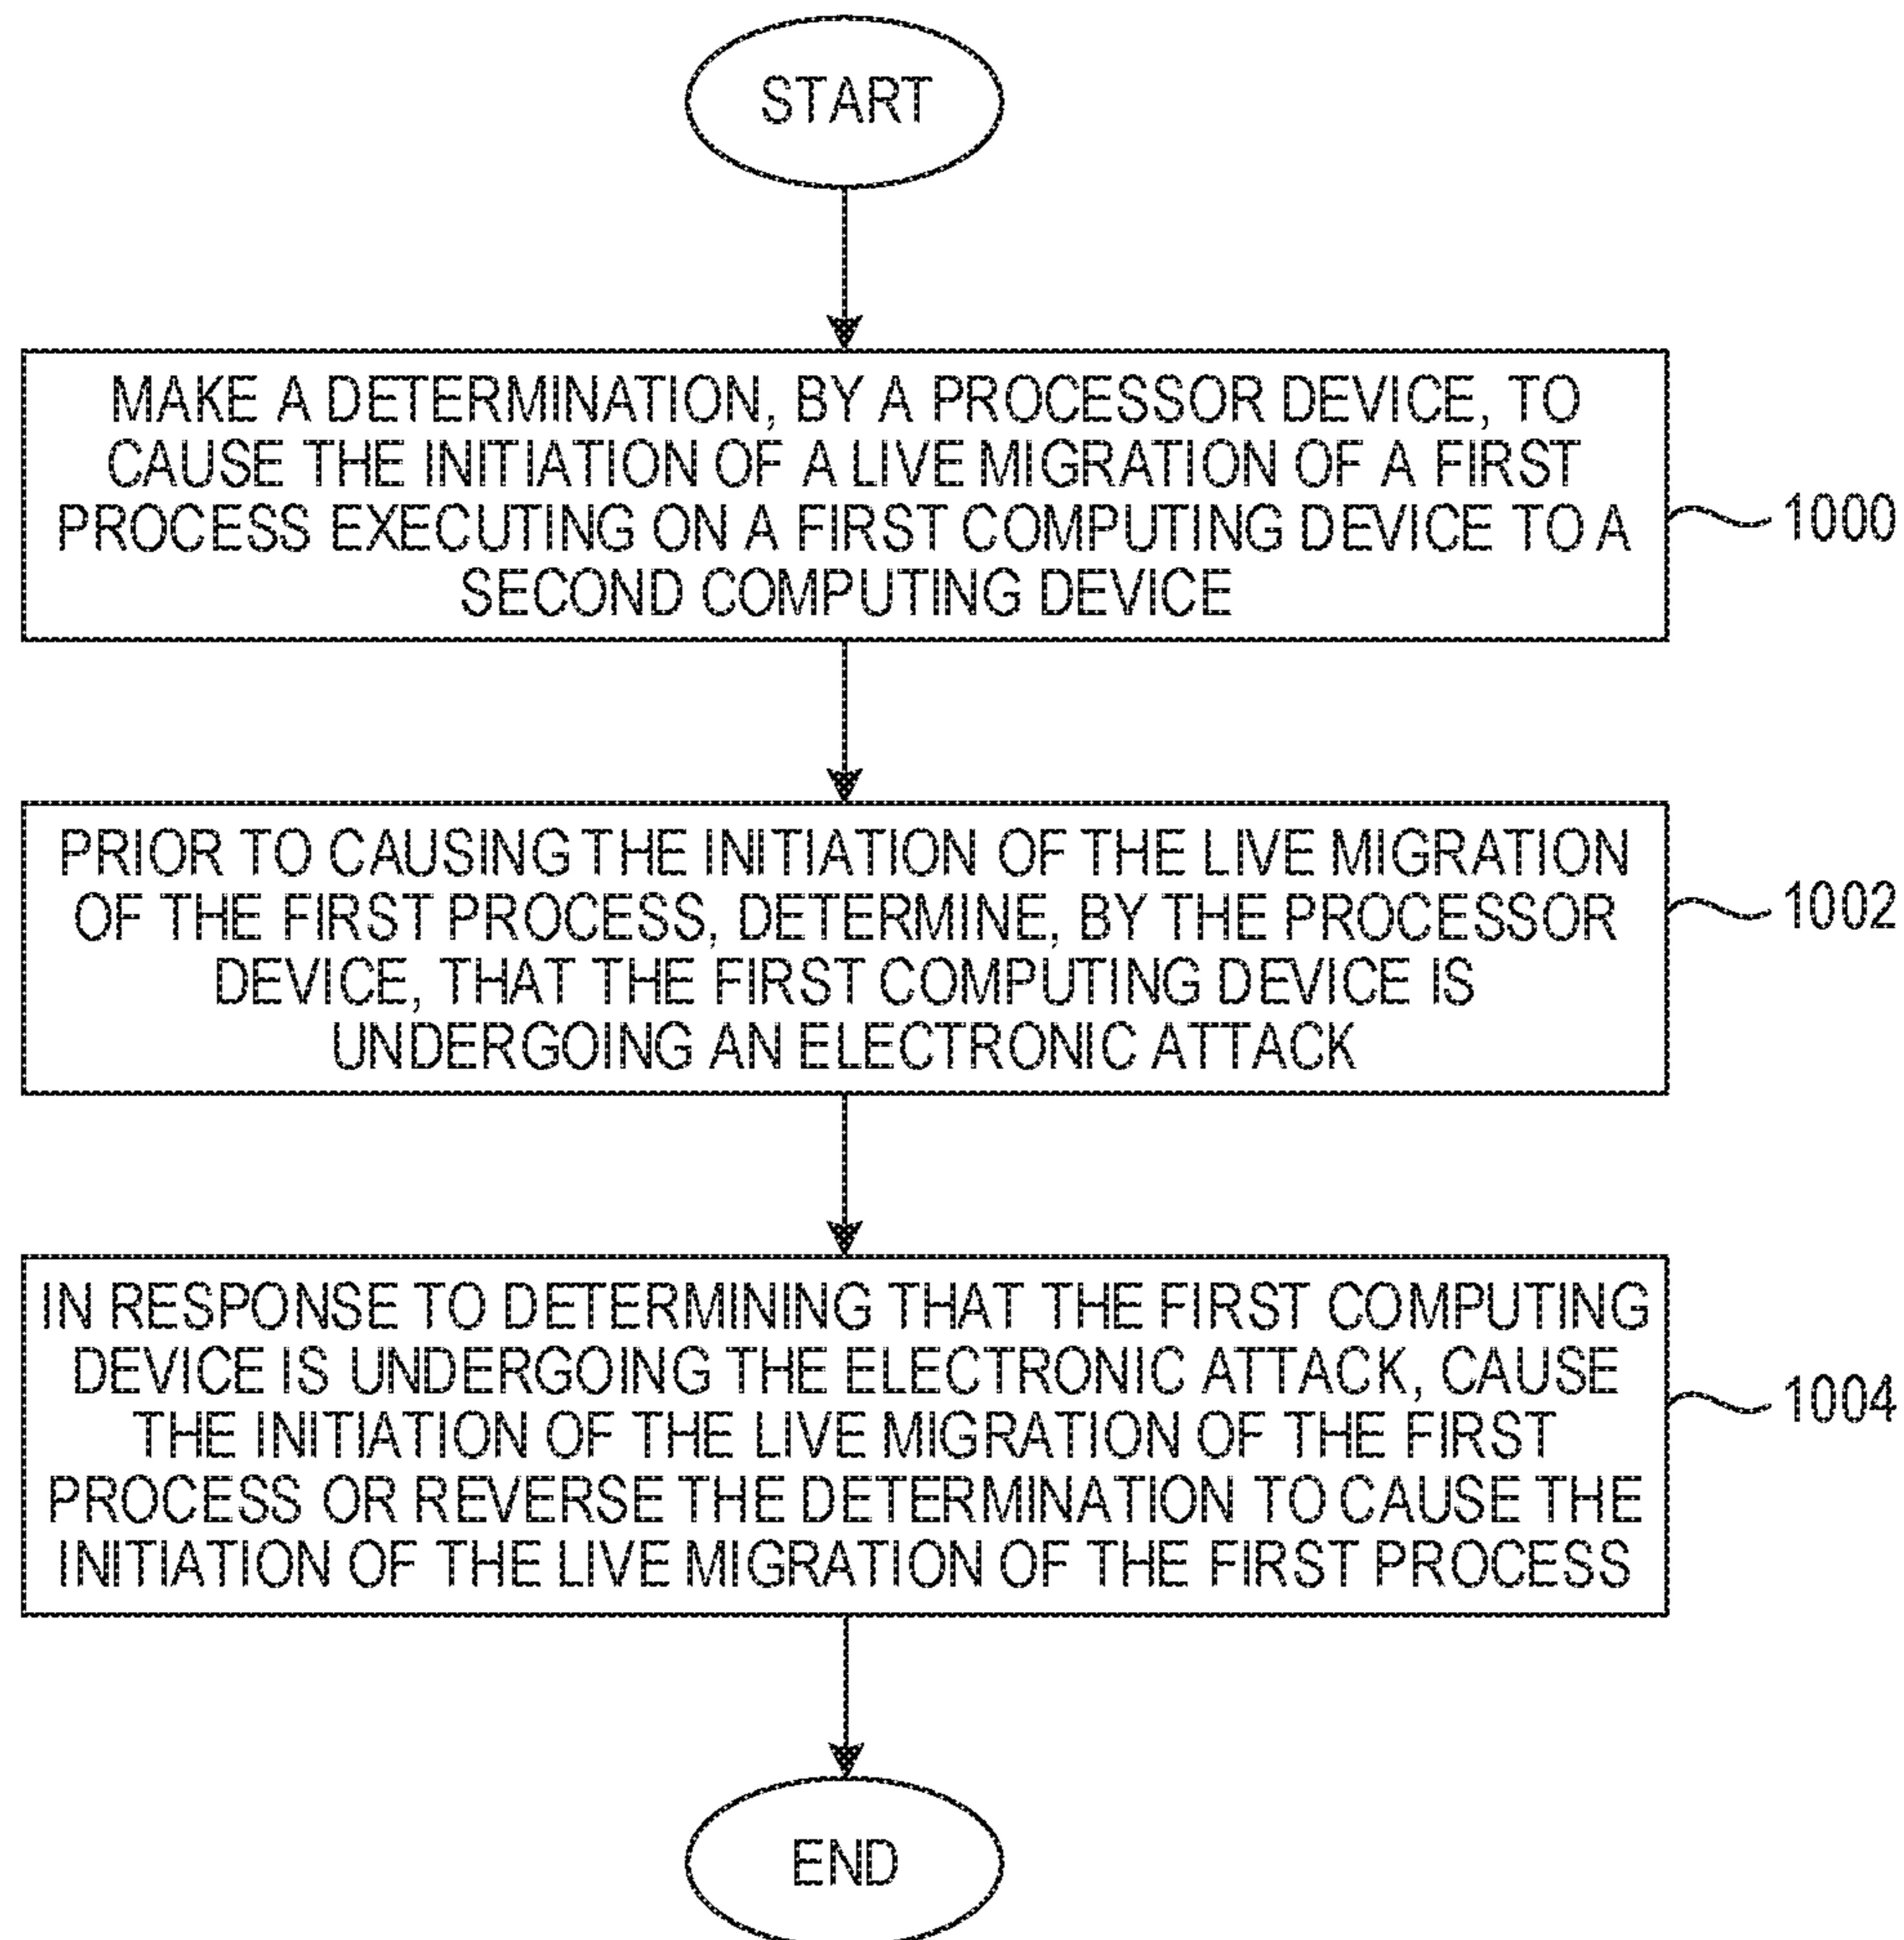 START
MAKE A DETERMINATION, BY A PROCESSOR DEVICE, TO
CAUSE THE INITIATION OF A LIVE MIGRATION OF A FIRST
PROCESS EXECUTING ON A FIRST COMPUTING DEVICE TO A
SECOND COMPUTING DEVICE
1000
PRIOR TO CAUSING THE INITIATION OF THE LIVE MIGRATION
OF THE FIRST PROCESS, DETERMINE, BY THE PROCESSOR
DEVICE, THAT THE FIRST COMPUTING DEVICE IS
UNDERGOING AN ELECTRONIC ATTACK
1002
IN RESPONSE TO DETERMINING THAT THE FIRST COMPUTING
DEVICE IS UNDERGOING THE ELECTRONIC ATTACK, CAUSE
THE INITIATION OF THE LIVE MIGRATION OF THE FIRST
PROCESS OR REVERSE THE DETERMINATION TO CAUSE THE
INITIATION OF THE LIVE MIGRATION OF THE FIRST PROCESS
1004
END